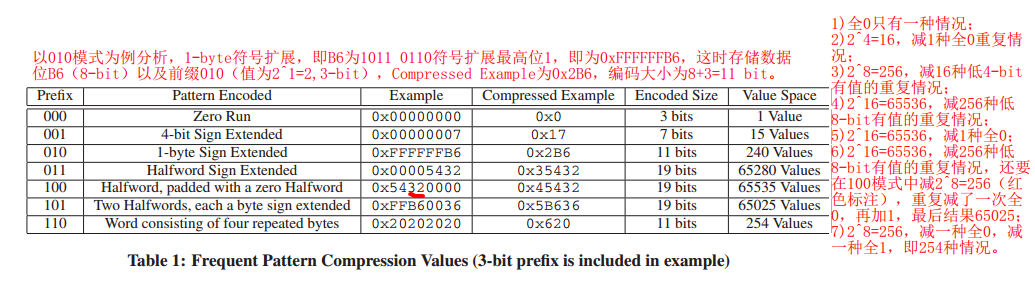 以010模式为例分析，1-byte符号扩展，即B6为1011 0110符号扩展最高位1，即为0xFFFFFFB6，这时存储数据
位B6（8-bit）以及前缀010（值为2^1=2,3-bit），Compressed Example为0x2B6，编码大小为8+3=11 bit。
Prefix Pattern Encoded Example Compressed Example Encoded Size Value Space
000 Zero Run 0x00000000 0x0 3 bits 1 Value
001 4-bit Sign Extended 0x00000007 0x17 7 bits 15 Values
010 1-byte Sign Extended 0xFFFFFFB6 0x2B6 11 bits 240 Values
011 Halfword Sign Extended 0x00005432 0x35432 19 bits 65280 Values
100 Halfword, padded with a zero Halfword 0x54320000 0x45432 19 bits 65535 Values
101 Two Halfwords, each a byte sign extended 0xFFB60036 0x5B636 19 bits 65025 Values
110 Word consisting of four repeated bytes 0x20202020 0x620 11 bits 254 Values
Table 1: Frequent Pattern Compression Values (3-bit prefix is included in example)
1)全0只有一种情况；
2)2^4=16，减1种全0重复情
况；
3)2^8=256，减16种低4-bit
有值的重复情况；
4)2^16=65536，减256种低
8-bit有值的重复情况；
5)2^16=65536，减1种全0；
6)2^16=65536，减256种低
8-bit有值的重复情况，还要
在100模式中减2^8=256（红
色标注），重复减了一次全
0，再加1，最后结果65025；
7)2^8=256，减一种全0，减
一种全1，即254种情况。